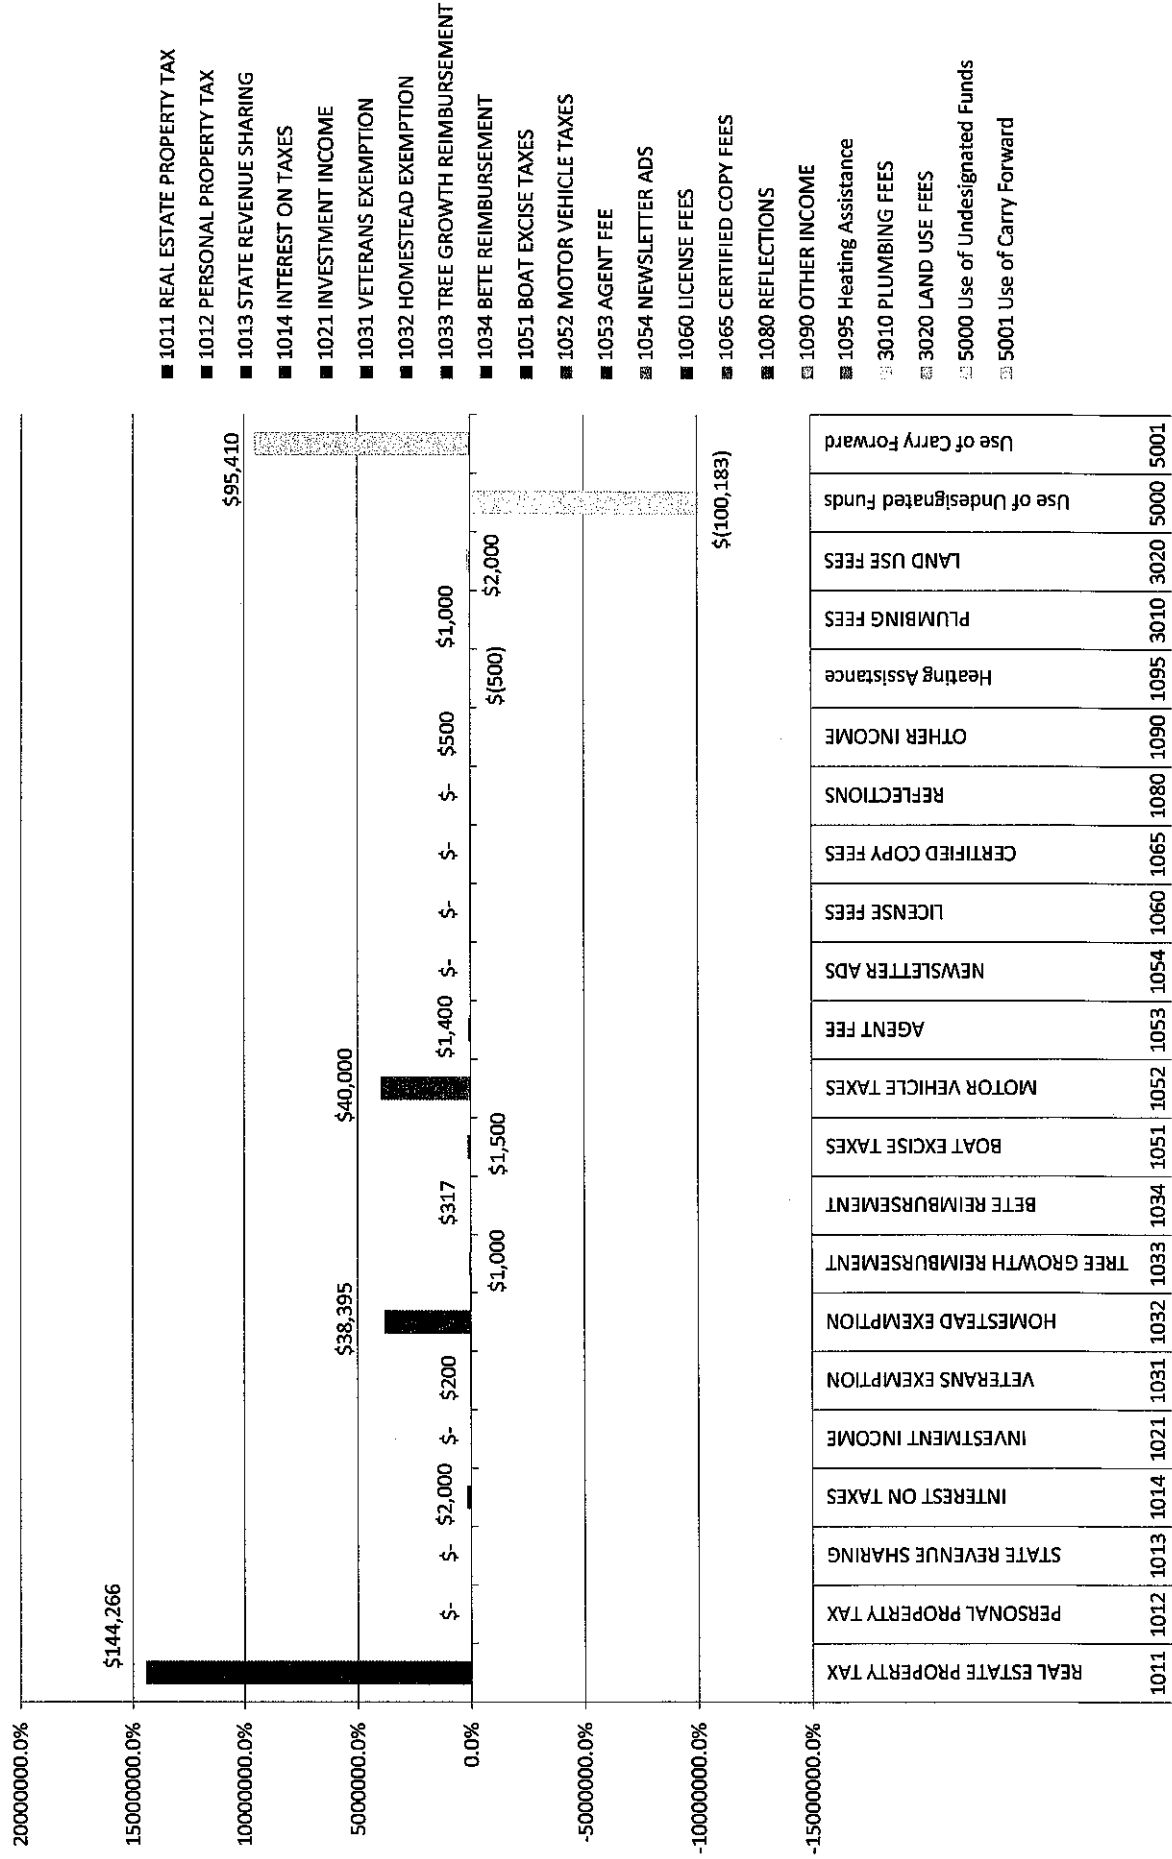 20000000.0%
15000000.0%
10000000.0%
5000000.0%
0.0%
-5000000.0%
-10000000.0%
-15000000.0%
$144,266
$-
$-
$2,000
$-
$200
$38,395
$1,000
$317
$1,500
$40,000
$1,400
$-
$-
$-
$-
$500
$(500)
$1,000
$2,000
$(100,183)
$95,410
REAL ESTATE PROPERTY TAX
PERSONAL PROPERTY TAX
STATE REVENUE SHARING
INTEREST ON TAXES
INVESTMENT INCOME
VETERANS EXEMPTION
HOMESTEAD EXEMPTION
TREE GROWTH REIMBURSEMENT
BETE REIMBURSEMENT
BOAT EXCISE TAXES
MOTOR VEHICLE TAXES
AGENT FEE
NEWSLETTER ADS
LICENSE FEES
CERTIFIED COPY FEES
REFLECTIONS
OTHER INCOME
Heating Assistance
PLUMBING FEES
LAND USE FEES
Use of Undesignated Funds
Use of Carry Forward
1011 1012 1013 1014 1021 1031 1032 1033 1034 1051 1052 1053 1054 1060 1065 1080 1090 1095 3010 3020 5000 5001
1011 REAL ESTATE PROPERTY TAX
1012 PERSONAL PROPERTY TAX
1013 STATE REVENUE SHARING
1014 INTEREST ON TAXES
1021 INVESTMENT INCOME
1031 VETERANS EXEMPTION
1032 HOMESTEAD EXEMPTION
1033 TREE GROWTH REIMBURSEMENT
1034 BETE REIMBURSEMENT
1051 BOAT EXCISE TAXES
1052 MOTOR VEHICLE TAXES
1053 AGENT FEE
1054 NEWSLETTER ADS
1060 LICENSE FEES
1065 CERTIFIED COPY FEES
1080 REFLECTIONS
1090 OTHER INCOME
1095 Heating Assistance
3010 PLUMBING FEES
3020 LAND USE FEES
5000 Use of Undesignated Funds
5001 Use of Carry Forward